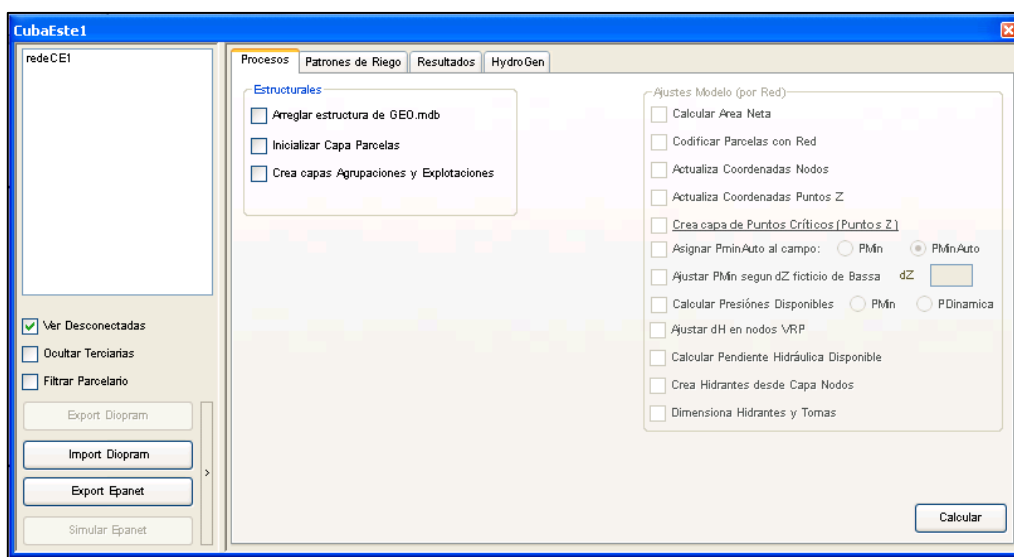 CubaEste1
redeCE1
Ver Desconectadas
Ocultar Terciarias
Filtrar Parcelario
Export Diopram
Import Diopram
>
Export Epanet
Simular Epanet
Procesos Patrones de Riego Resultados HydroGen
Estructurales
Arreglar estructura de GEO.mdb
Inicializar Capa Parcelas
Crea capas Agrupaciones y Explotaciones
Ajustes Modelo (por Red)
Calcular Area Neta
Codificar Parcelas con Red
Actualiza Coordenadas Nodos
Actualiza Coordenadas Puntos Z
Crea capa de Puntos Críticos (Puntos Z)
Asignar PminAuto al campo: PMin PMinAuto
Ajustar PMin segun dZ ficticio de Bassa dZ
Calcular Presiónes Disponibles PMin PDinamica
Ajustar dH en nodos VRP
Calcular Pendiente Hidráulica Disponible
Crea Hidrantes desde Capa Nodos
Dimensiona Hidrantes y Tomas
Calcular